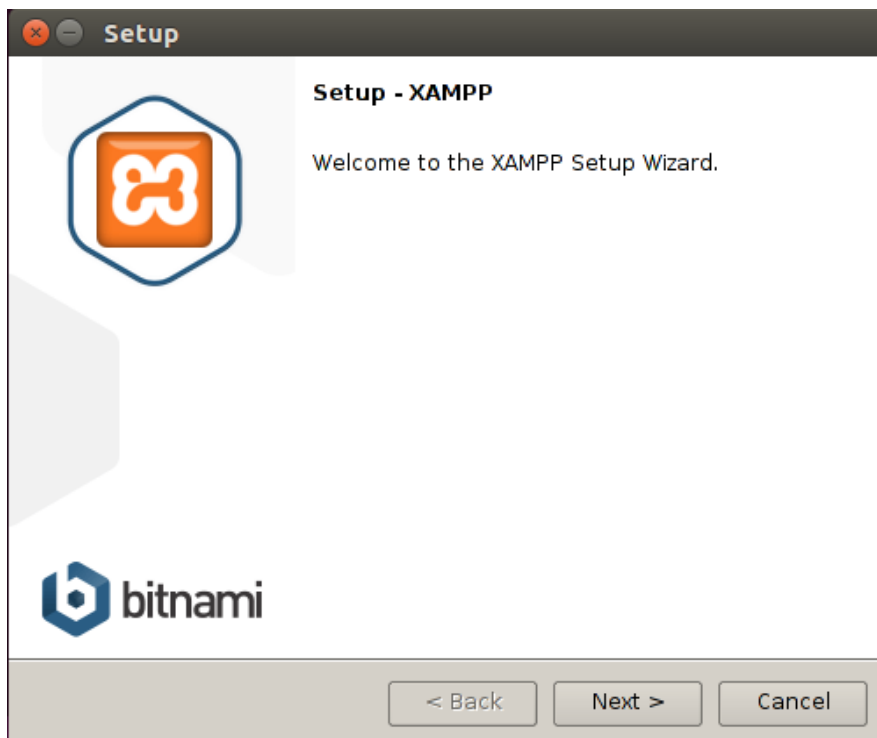 Setup
Setup - XAMPP
Welcome to the XAMPP Setup Wizard.
bitnami
< Back
Next >
Cancel